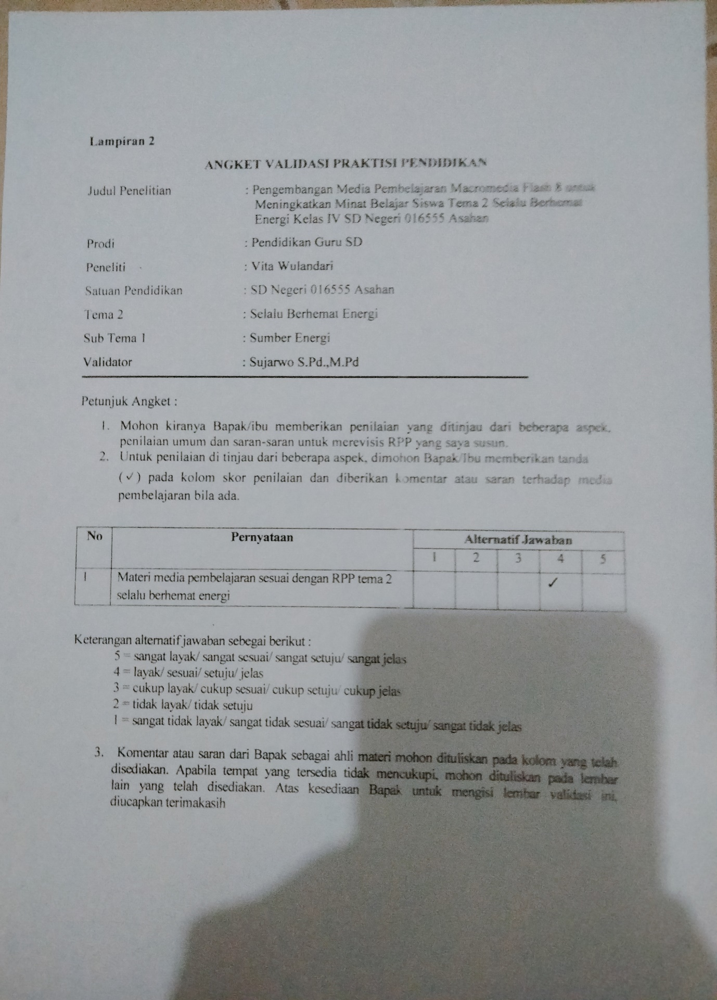 Lampiran 2
ANGKET VALIDASI PRAKTISI PENDIDIKAN
Judul Penelitian : Pengembangan Media Pembelajaran Macromedia Flash 8 untuk
Meningkatkan Minat Belajar Siswa Tema 2 Selalu Berhemat
Energi Kelas IV SD Negeri 016555 Asahan
Prodi : Pendidikan Guru SD
Peneliti : Vita Wulandari
Satuan Pendidikan : SD Negeri 016555 Asahan
Tema 2 : Selalu Berhemat Energi
Sub Tema 1 : Sumber Energi
Validator : Sujarwo S.Pd.,M.Pd
Petunjuk Angket :
1. Mohon kiranya Bapak/ibu memberikan penilaian yang ditinjau dari beberapa aspek,
penilaian umum dan saran-saran untuk merevisis RPP yang saya susun.
2. Untuk penilaian di tinjau dari beberapa aspek, dimohon Bapak/Ibu memberikan tanda
(✓) pada kolom skor penilaian dan diberikan komentar atau saran terhadap media
pembelajaran bila ada.
No Pernyataan Alternatif Jawaban
1 2 3 4 5
1 Materi media pembelajaran sesuai dengan RPP tema 2 ✓
selalu berhemat energi
Keterangan alternatif jawaban sebegai berikut :
5 = sangat layak/ sangat sesuai/ sangat setuju/ sangat jelas
4 = layak/ sesuai/ setuju/ jelas
3 = cukup layak/ cukup sesuai/ cukup setuju/ cukup jelas
2 = tidak layak/ tidak setuju
1 = sangat tidak layak/ sangat tidak sesuai/ sangat tidak setuju/ sangat tidak jelas
3. Komentar atau saran dari Bapak sebagai ahli materi mohon dituliskan pada kolom yang telah
disediakan. Apabila tempat yang tersedia tidak mencukupi, mohon dituliskan pada lembar
lain yang telah disediakan. Atas kesediaan Bapak untuk mengisi lembar validasi ini,
diucapkan terimakasih